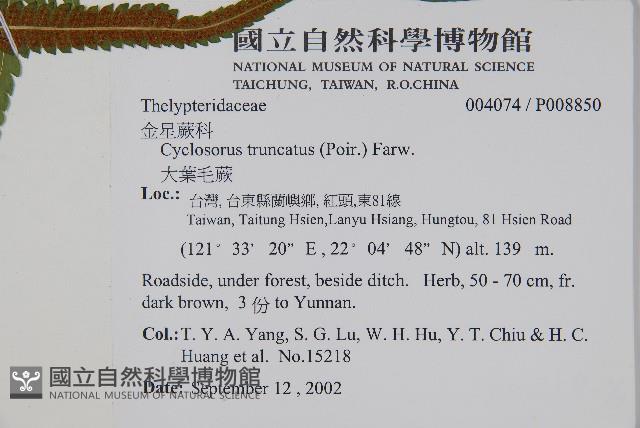 國立自然科學博物館
NATIONAL MUSEUM OF NATURAL SCIENCE
TAICHUNG, TAIWAN, R.O.CHINA
Thelypteridaceae 004074 / P008850
金星蕨科
Cyclosorus truncatus (Poir.) Farw.
大葉毛蕨
Loc.: 台灣, 台東縣蘭嶼鄉, 紅頭,東81線
Taiwan, Taitung Hsien,Lanyu Hsiang, Hungtou, 81 Hsien Road
(121° 33' 20" E , 22° 04' 48" N) alt. 139 m.
Roadside, under forest, beside ditch. Herb, 50 - 70 cm, fr.
dark brown, 3 份 to Yunnan.
Col.: T. Y. A. Yang, S. G. Lu, W. H. Hu, Y. T. Chiu & H. C.
Huang et al. No.15218
國立自然科學博物館
NATIONAL MUSEUM OF NATURAL SCIENCE
Date: September 12 , 2002